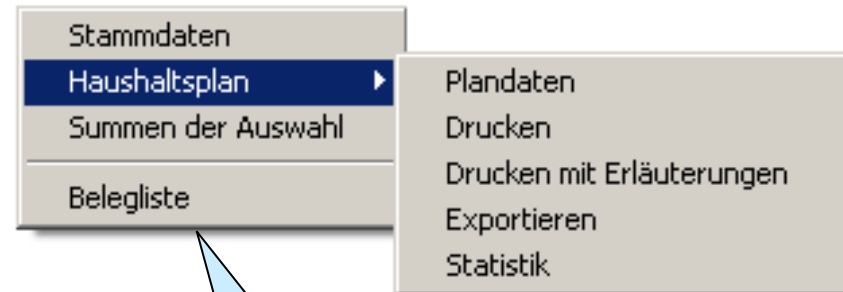 Stammdaten
Haushaltsplan
Summen der Auswahl
Belegliste
Plandaten
Drucken
Drucken mit Erläuterungen
Exportieren
Statistik